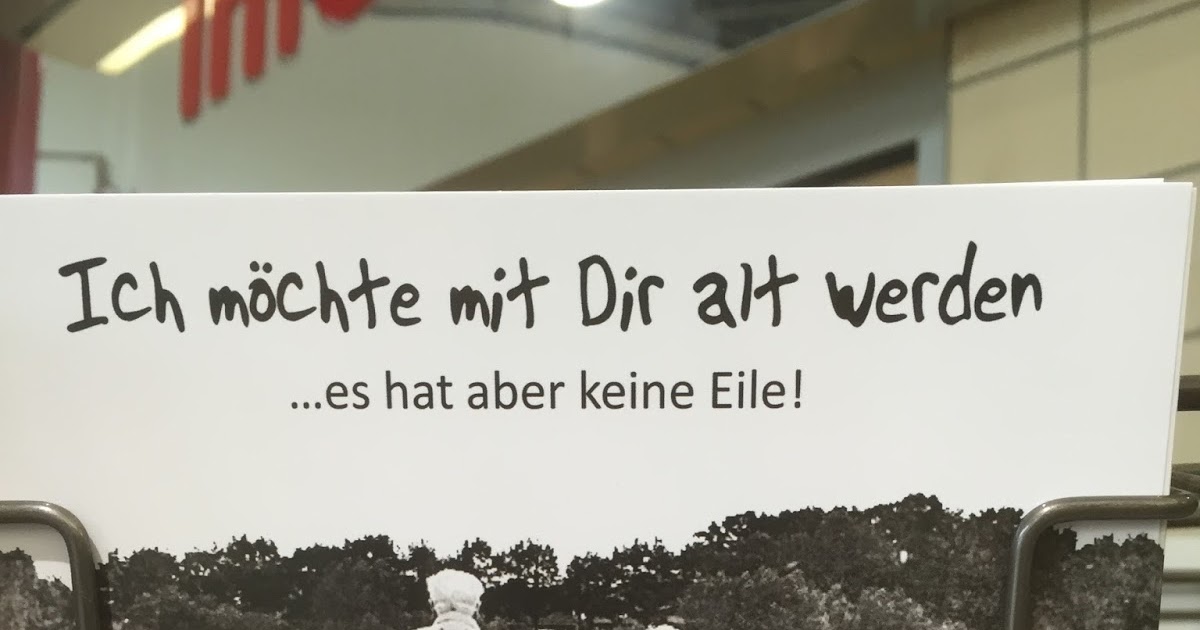 Ich möchte mit Dir alt werden
...es hat aber keine Eile!